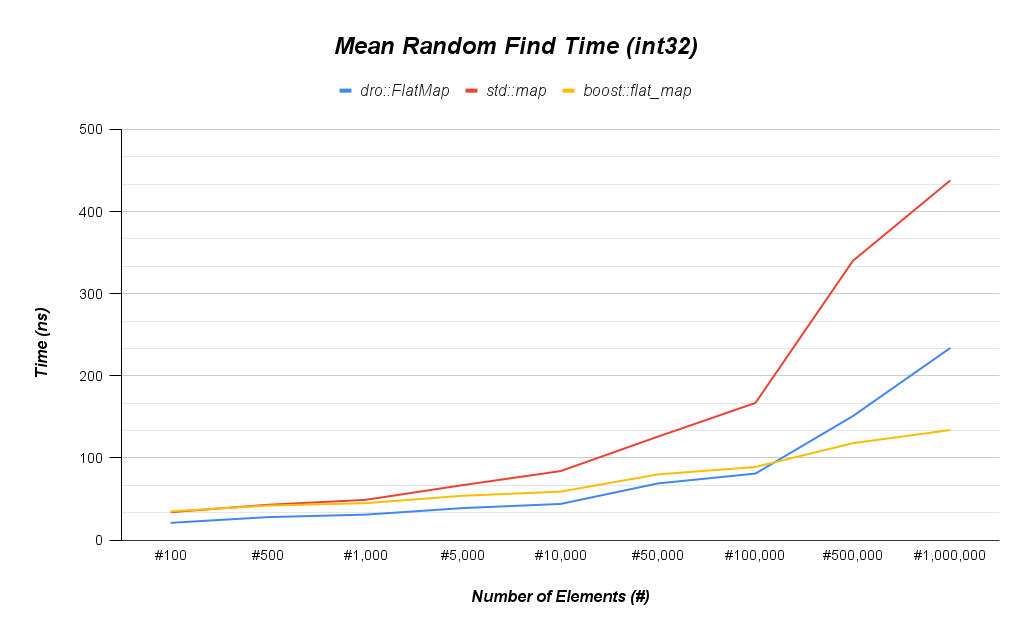 Mean Random Find Time (int32)
dro::FlatMap std::map boost::flat_map
500
400
300
200
100
0
Time (ns)
#100 #500 #1,000 #5,000 #10,000 #50,000 #100,000 #500,000 #1,000,000
Number of Elements (#)